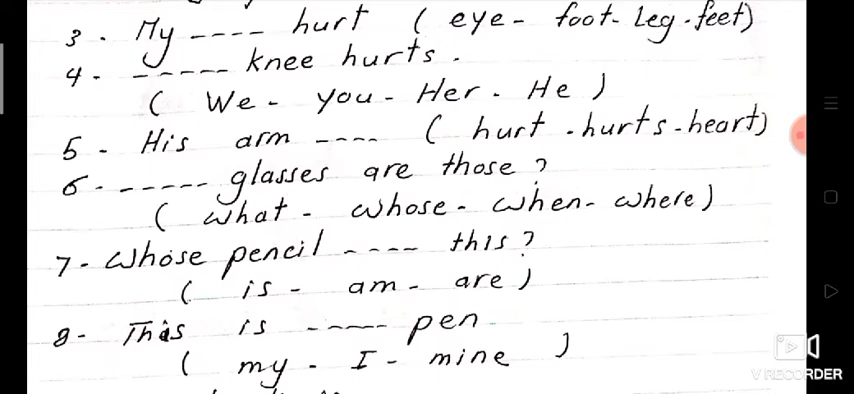 3 - My ---- hurt ( eye - foot - Leg - feet)
4 - ----- knee hurts .
( We - you - Her - He )
5 - His arm ---- ( hurt - hurts - heart)
6 - ----- glasses are those ?
( what - whose - when - where )
7 - whose pencil ---- this ?
( is - am - are )
8 - This is ----- pen
( my - I - mine )
VRECORDER